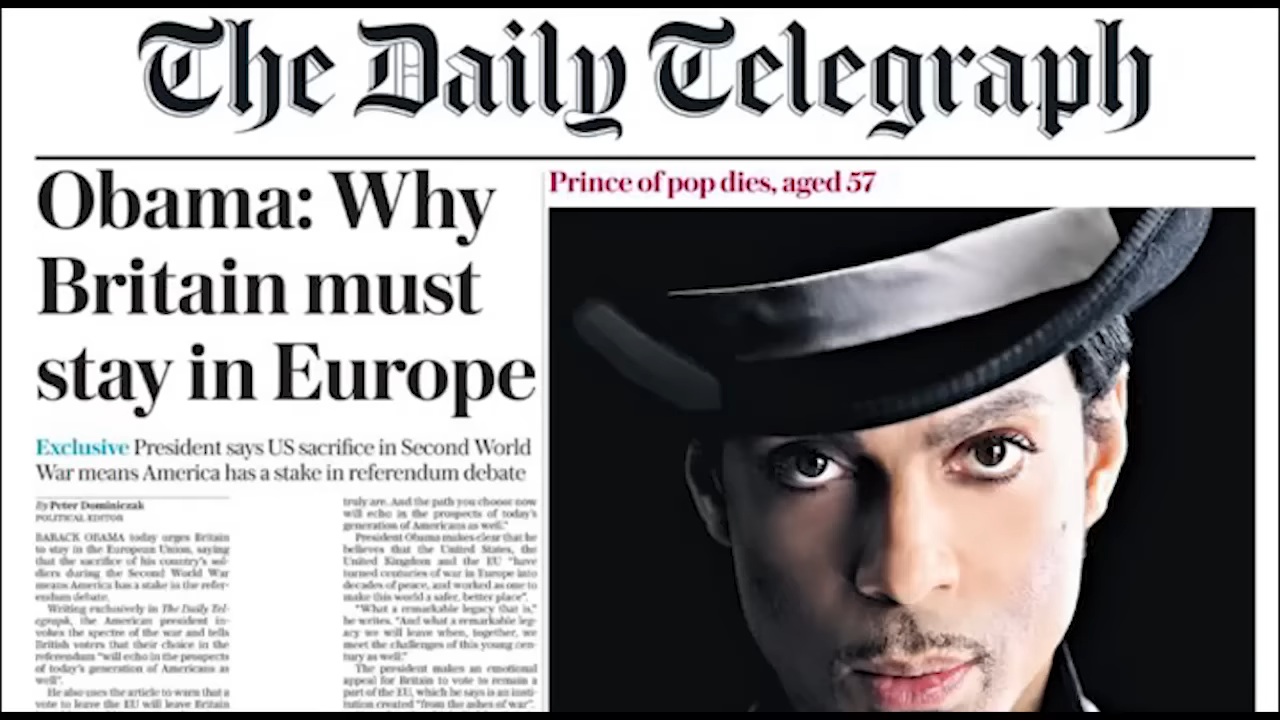 The Daily Telegraph
Obama: Why
Britain must
stay in Europe
Exclusive President says US sacrifice in Second World
War means America has a stake in referendum debate
By Peter Dominiczak
POLITICAL EDITOR
BARACK OBAMA today urges Britain
to stay in the European Union, saying
that the sacrifice of his country's sol-
diers during the Second World War
means America has a stake in the refer-
endum debate.
Writing exclusively in The Daily Tel-
egraph, the American president in-
vokes the spectre of the war and tells
British voters that their choice in the
referendum "will echo in the prospects
of today's generation of Americans as
well".
He also uses the article to warn that a
vote to leave the EU will leave Britain
truly are. And the path you choose now
will echo in the prospects of today's
generation of Americans as well."
President Obama makes clear that he
believes that the United States, the
United Kingdom and the EU "have
turned centuries of war in Europe into
decades of peace, and worked as one to
make this world a safer, better place".
"What a remarkable legacy that is,"
he writes. "And what a remarkable leg-
acy we will leave when, together, we
meet the challenges of this young cen-
tury as well."
The president makes an emotional
appeal for Britain to vote to remain a
part of the EU, which he says is an insti-
tution created "from the ashes of war".
Prince of pop dies, aged 57